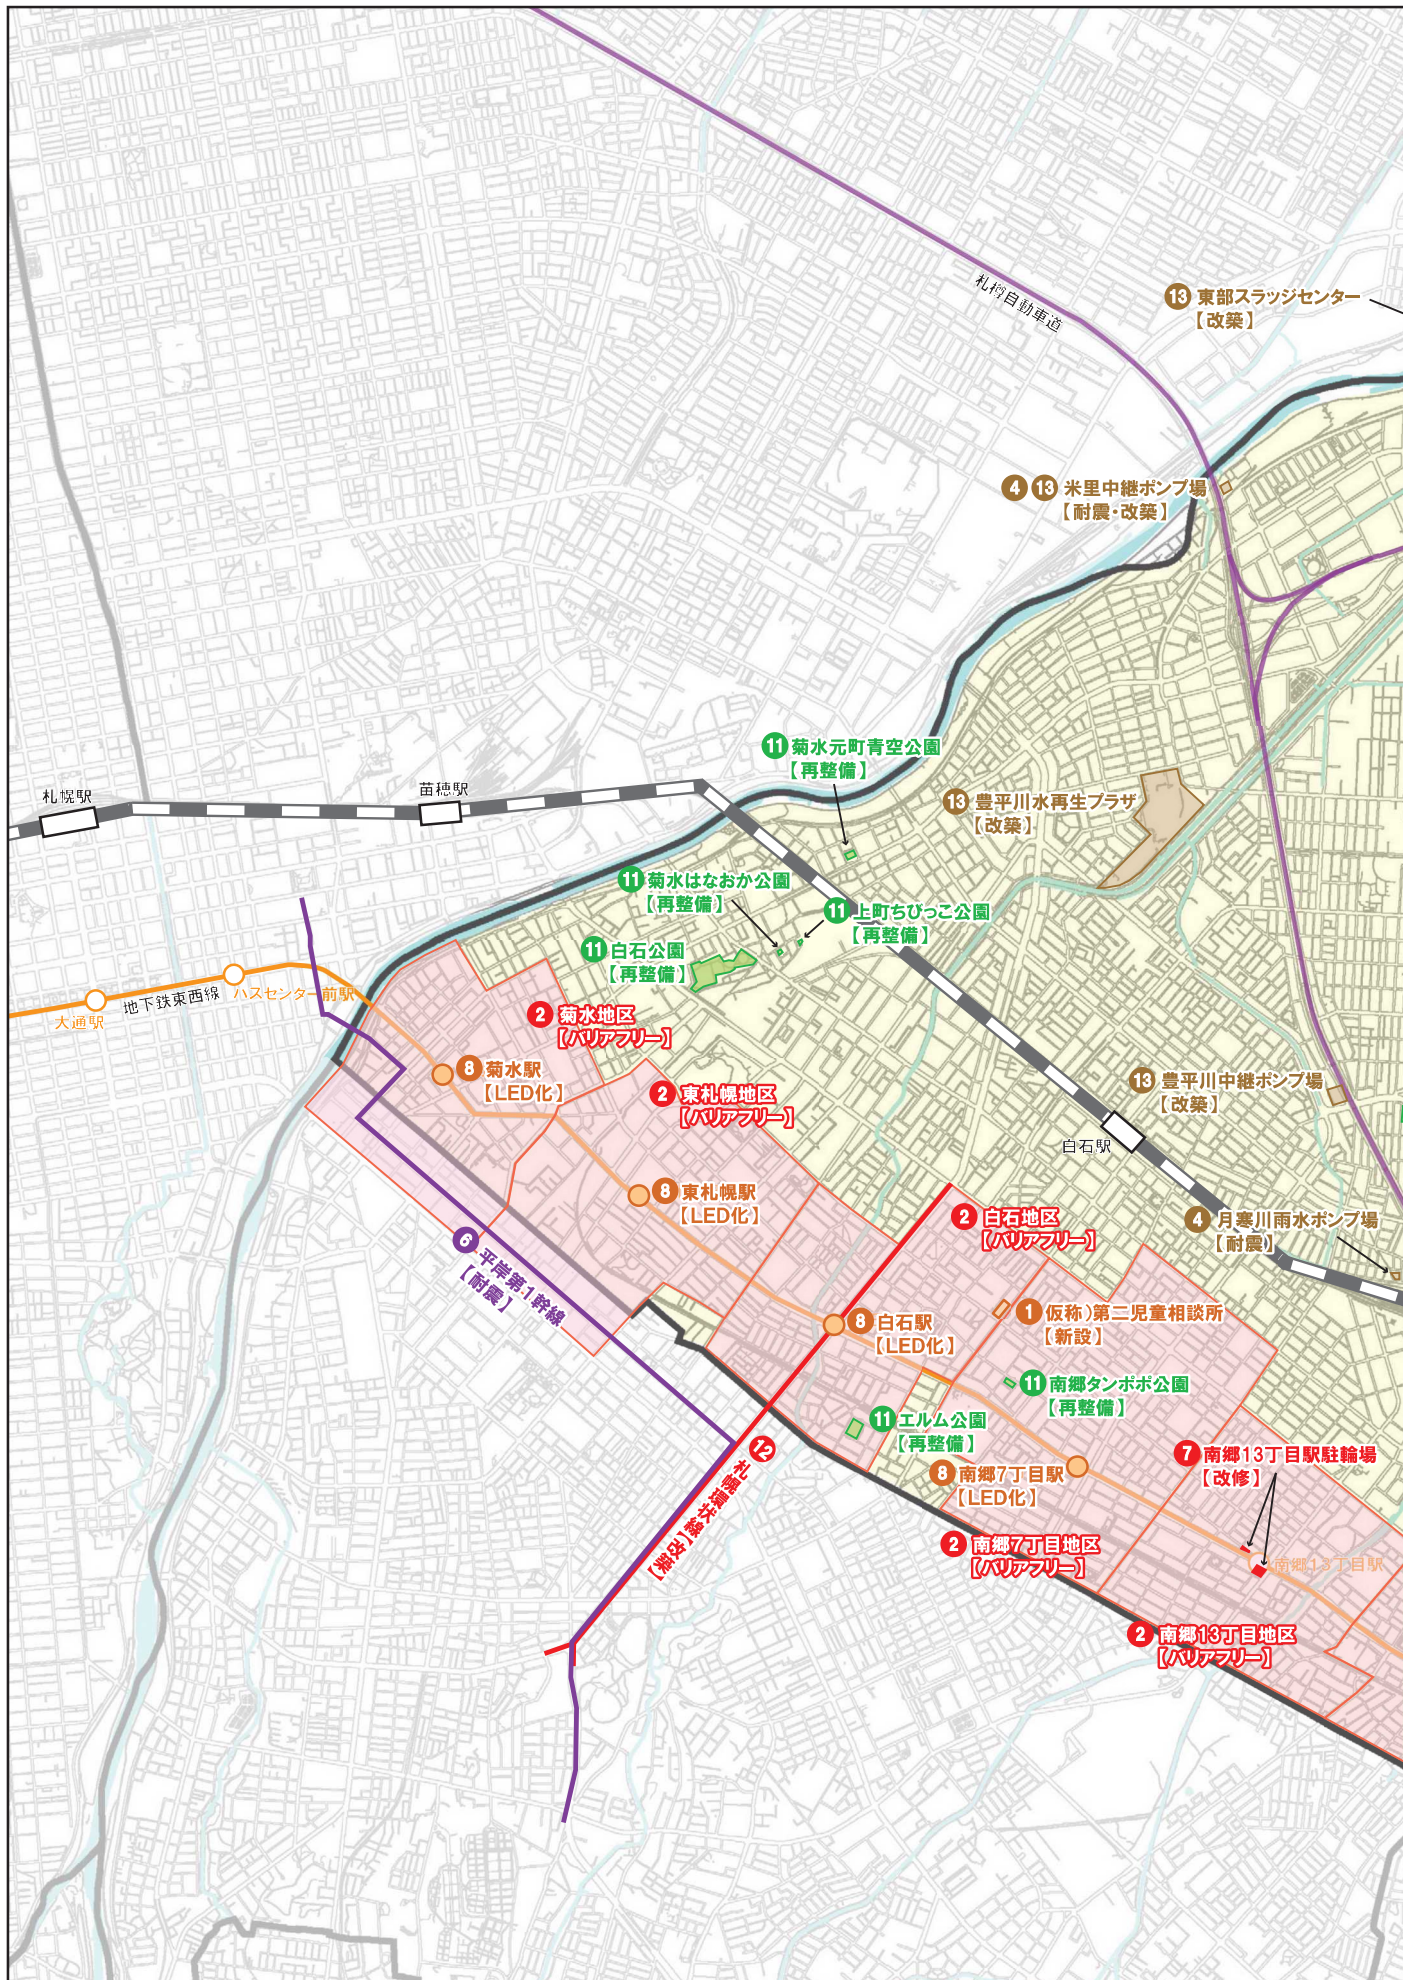 札樽自動車道
13 東部スラッジセンター
【改築】
4 13 米里中継ポンプ場
【耐震・改築】
11 菊水元町青空公園
【再整備】
苗穂駅
札幌駅
13 豊平川水再生プラザ
【改築】
11 菊水はなおか公園
【再整備】
11 上町ちびっこ公園
【再整備】
11 白石公園
【再整備】
地下鉄東西線
バスセンター前駅
大通駅
2 菊水地区
【バリアフリー】
8 菊水駅
【LED化】
2 東札幌地区
【バリアフリー】
13 豊平川中継ポンプ場
【改築】
白石駅
8 東札幌駅
【LED化】
2 白石地区
【バリアフリー】
4 月寒川雨水ポンプ場
【耐震】
6 平岸第1幹線
【耐震】
1 仮称）第二児童相談所
【新設】
8 白石駅
【LED化】
11 南郷タンポポ公園
【再整備】
11 エルム公園
【再整備】
12 札幌環状線
【改築】
7 南郷13丁目駅駐輪場
【改修】
8 南郷7丁目駅
【LED化】
2 南郷7丁目地区
【バリアフリー】
南郷13丁目駅
2 南郷13丁目地区
【バリアフリー】